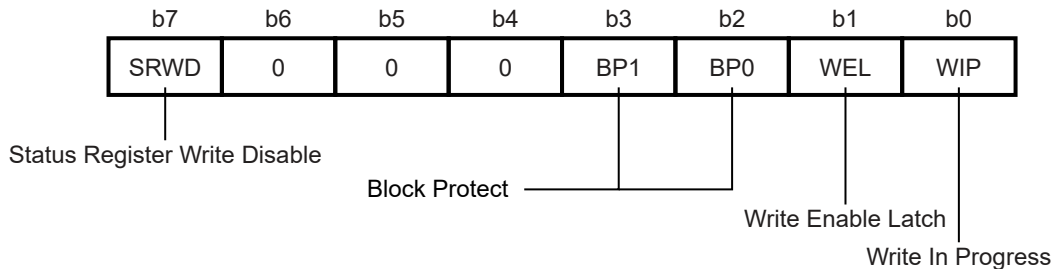 b7 b6 b5 b4 b3 b2 b1 b0
SRWD 0 0 0 BP1 BP0 WEL WIP
Status Register Write Disable
Block Protect
Write Enable Latch
Write In Progress